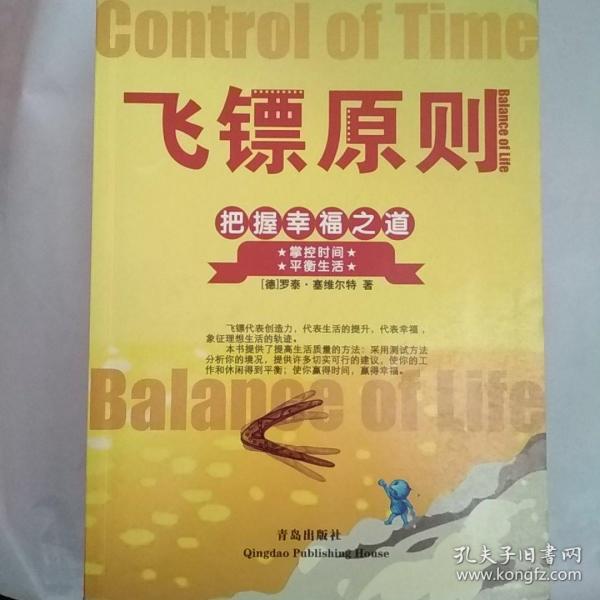 Control of Time
飞镖原则
Balance of Life
把握幸福之道
★掌控时间★
★平衡生活★
[德]罗泰·塞维尔特 著
飞镖代表创造力，代表生活的提升，代表幸福，
象征理想生活的轨迹。
本书提供了提高生活质量的方法：采用测试方法
分析你的境况，提供许多切实可行的建议，使你的工
作和休闲得到平衡；使你赢得时间，赢得幸福。
Balance of Life
青岛出版社
Qingdao Publishing House
孔夫子旧书网
www.kongfz.com